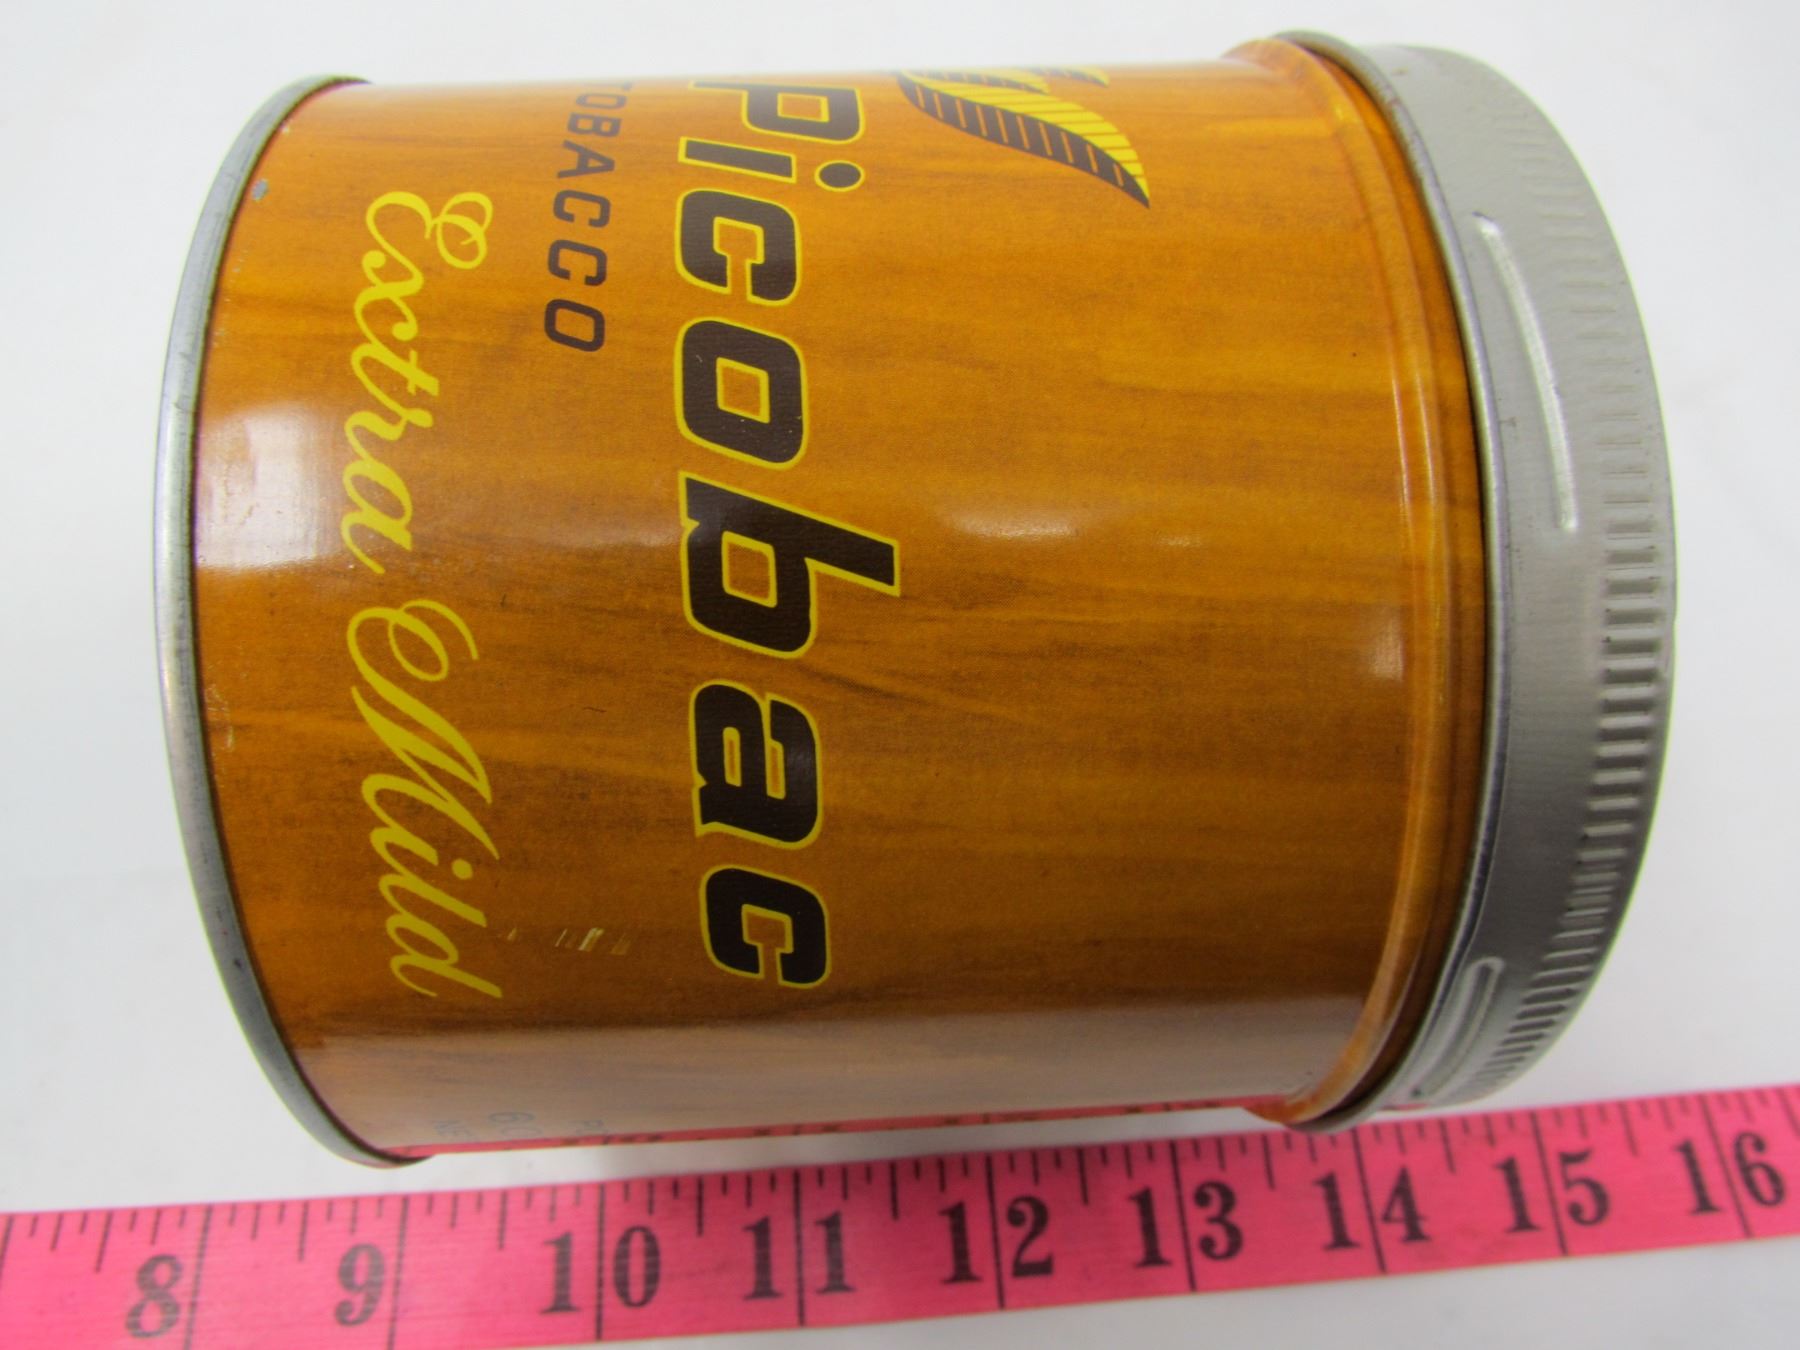 Picobac
TOBACCO
Extra Mild
8 9 10 11 12 13 14 15 16